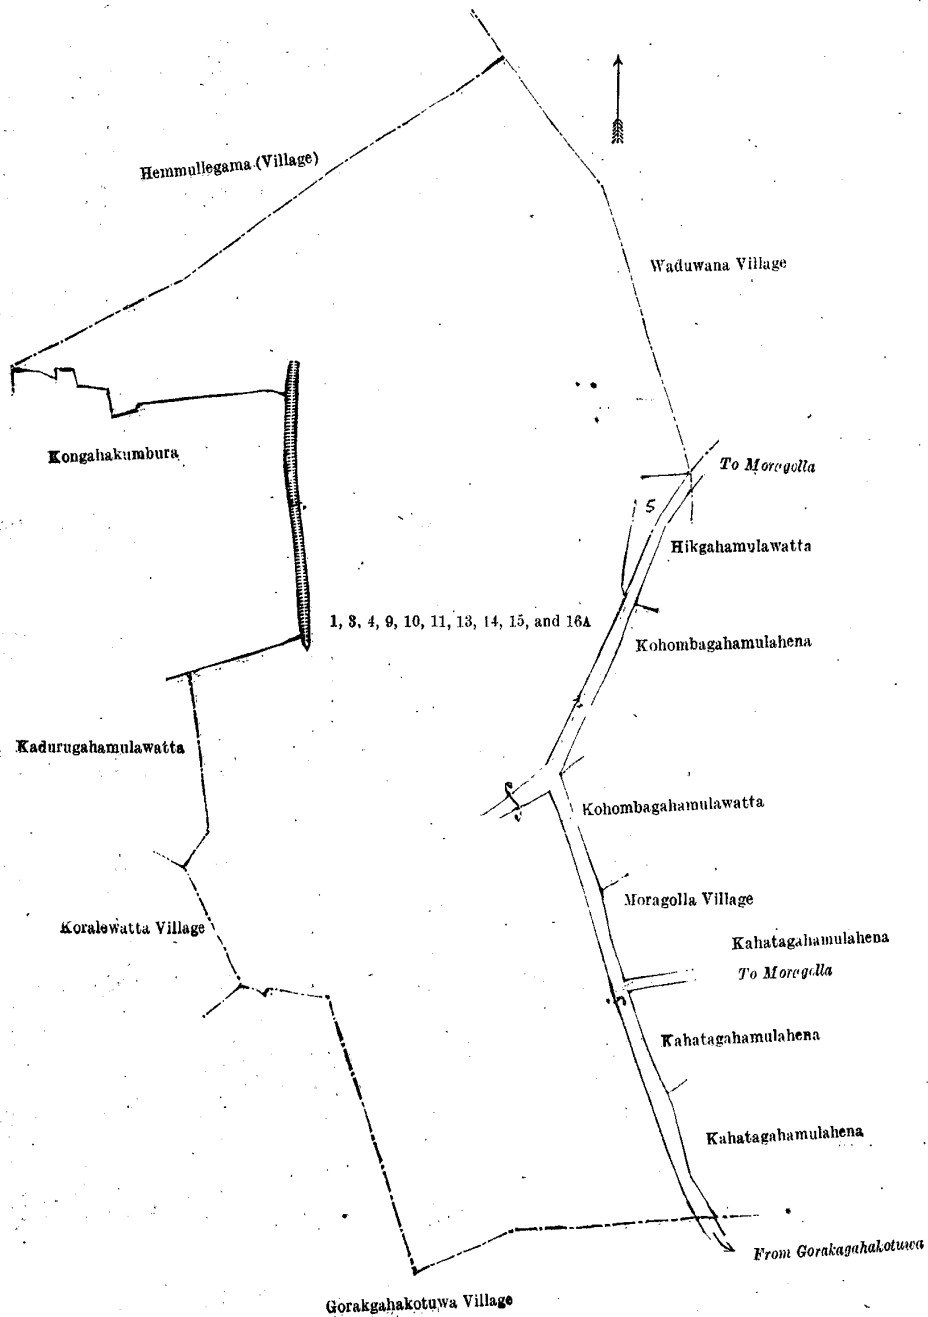 Hemmullegama (Village)
Waduwana Village
Kongahakumbura
To Moragolla
5
Hikgahamulawatta
1, 3, 4, 9, 10, 11, 13, 14, 15, and 16A
Kohombagahamulahena
Kadurugahamulawatta
Kohombagahamulawatta
Moragolla Village
Koralewatta Village
Kahatagahamulahena
To Moragolla
Kahatagahamulahena
Kahatagahamulahena
From Gorakagahakotuwa
Gorakgahakotuwa Village